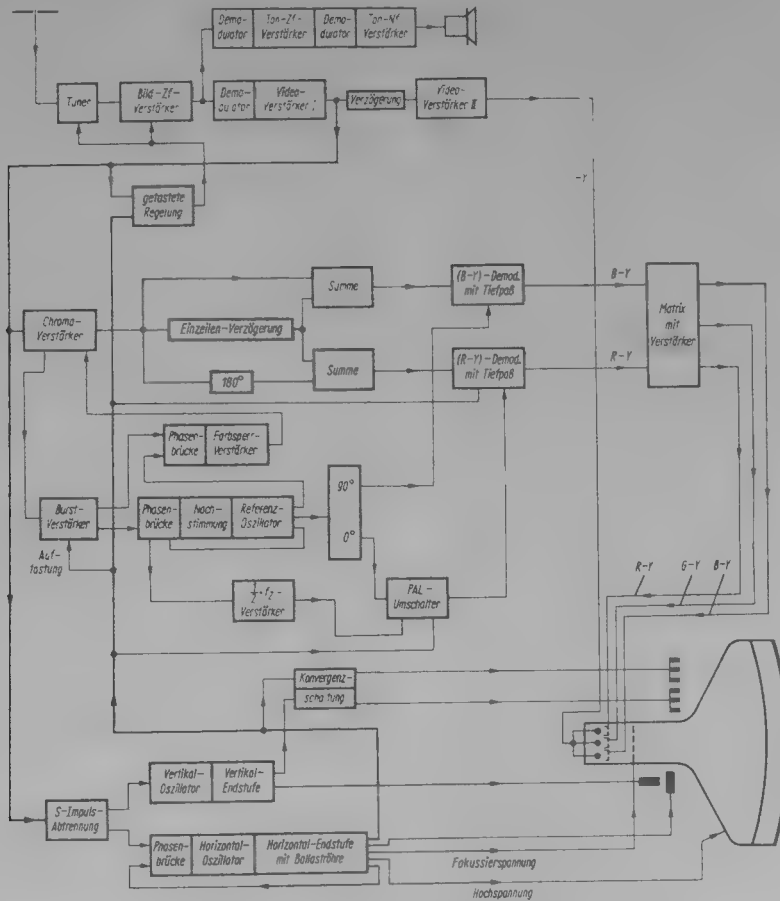 Demo-
dulator
Ton-Zf-
Verstärker
Demo-
dulator
Ton-Nf-
Verstärker
Tuner
Bild-Zf-
Verstärker
Demo-
dulator
Video-
Verstärker I
Verzögerung
Video-
Verstärker II
-Y
getastete
Regelung
Chroma-
Verstärker
Einzeilen-Verzögerung
180°
Summe
Summe
(B-Y)-Demod.
mit Tiefpaß
(R-Y)-Demod.
mit Tiefpaß
B-Y
R-Y
Matrix
mit
Verstärker
Phasen-
brücke
Farbsperr-
Verstärker
Burst-
Verstärker
Auf-
tastung
Phasen-
brücke
Nach-
stimmung
Referenz-
Oszillator
90°
0°
½·fz-
Verstärker
PAL-
Umschalter
R-Y
G-Y
B-Y
Konvergenz-
schaltung
Vertikal-
Oszillator
Vertikal-
Endstufe
S-Impuls-
Abtrennung
Phasen-
brücke
Horizontal-
Oszillator
Horizontal-Endstufe
mit Ballaströhre
Fokussierspannung
Hochspannung